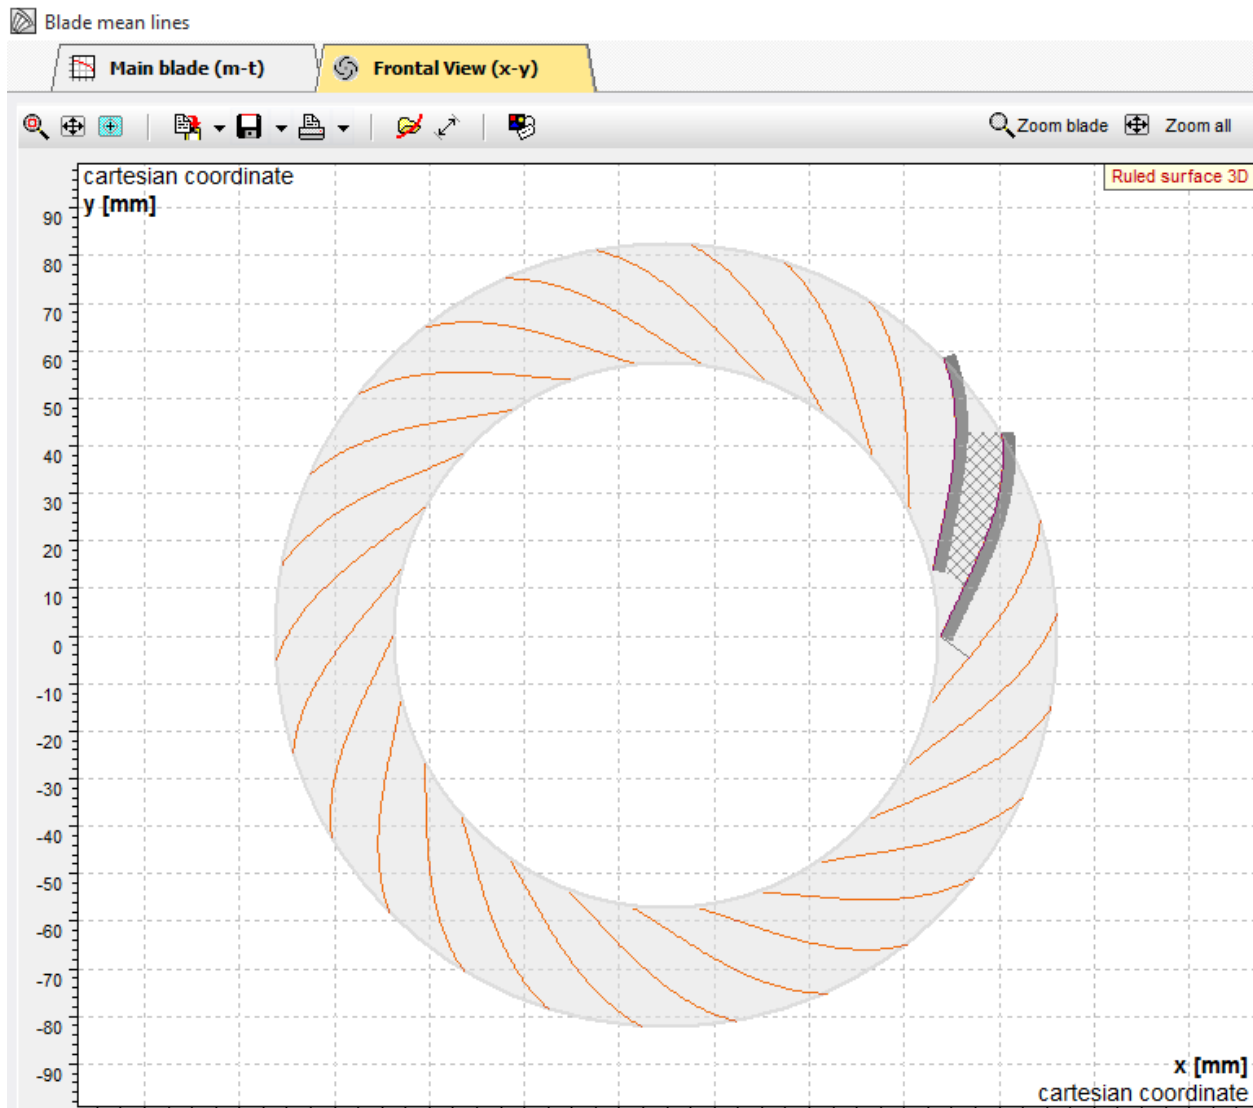 Blade mean lines
Main blade (m-t)
Frontal View (x-y)
Zoom blade
Zoom all
cartesian coordinate
Ruled surface 3D
y [mm]
90
80
70
60
50
40
30
20
10
0
-10
-20
-30
-40
-50
-60
-70
-80
-90
x [mm]
cartesian coordinate